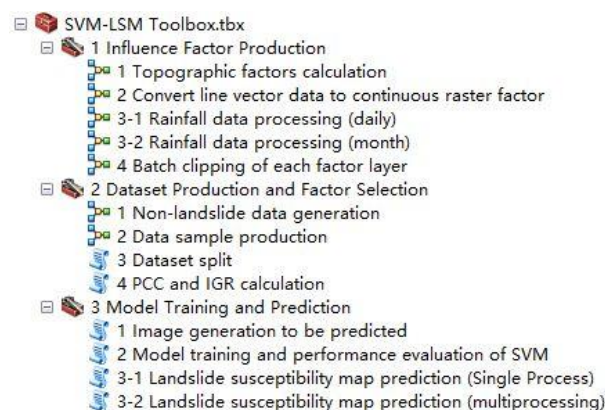 SVM-LSM Toolbox.tbx
1 Influence Factor Production
1 Topographic factors calculation
2 Convert line vector data to continuous raster factor
3-1 Rainfall data processing (daily)
3-2 Rainfall data processing (month)
4 Batch clipping of each factor layer
2 Dataset Production and Factor Selection
1 Non-landslide data generation
2 Data sample production
3 Dataset split
4 PCC and IGR calculation
3 Model Training and Prediction
1 Image generation to be predicted
2 Model training and performance evaluation of SVM
3-1 Landslide susceptibility map prediction (Single Process)
3-2 Landslide susceptibility map prediction (multiprocessing)